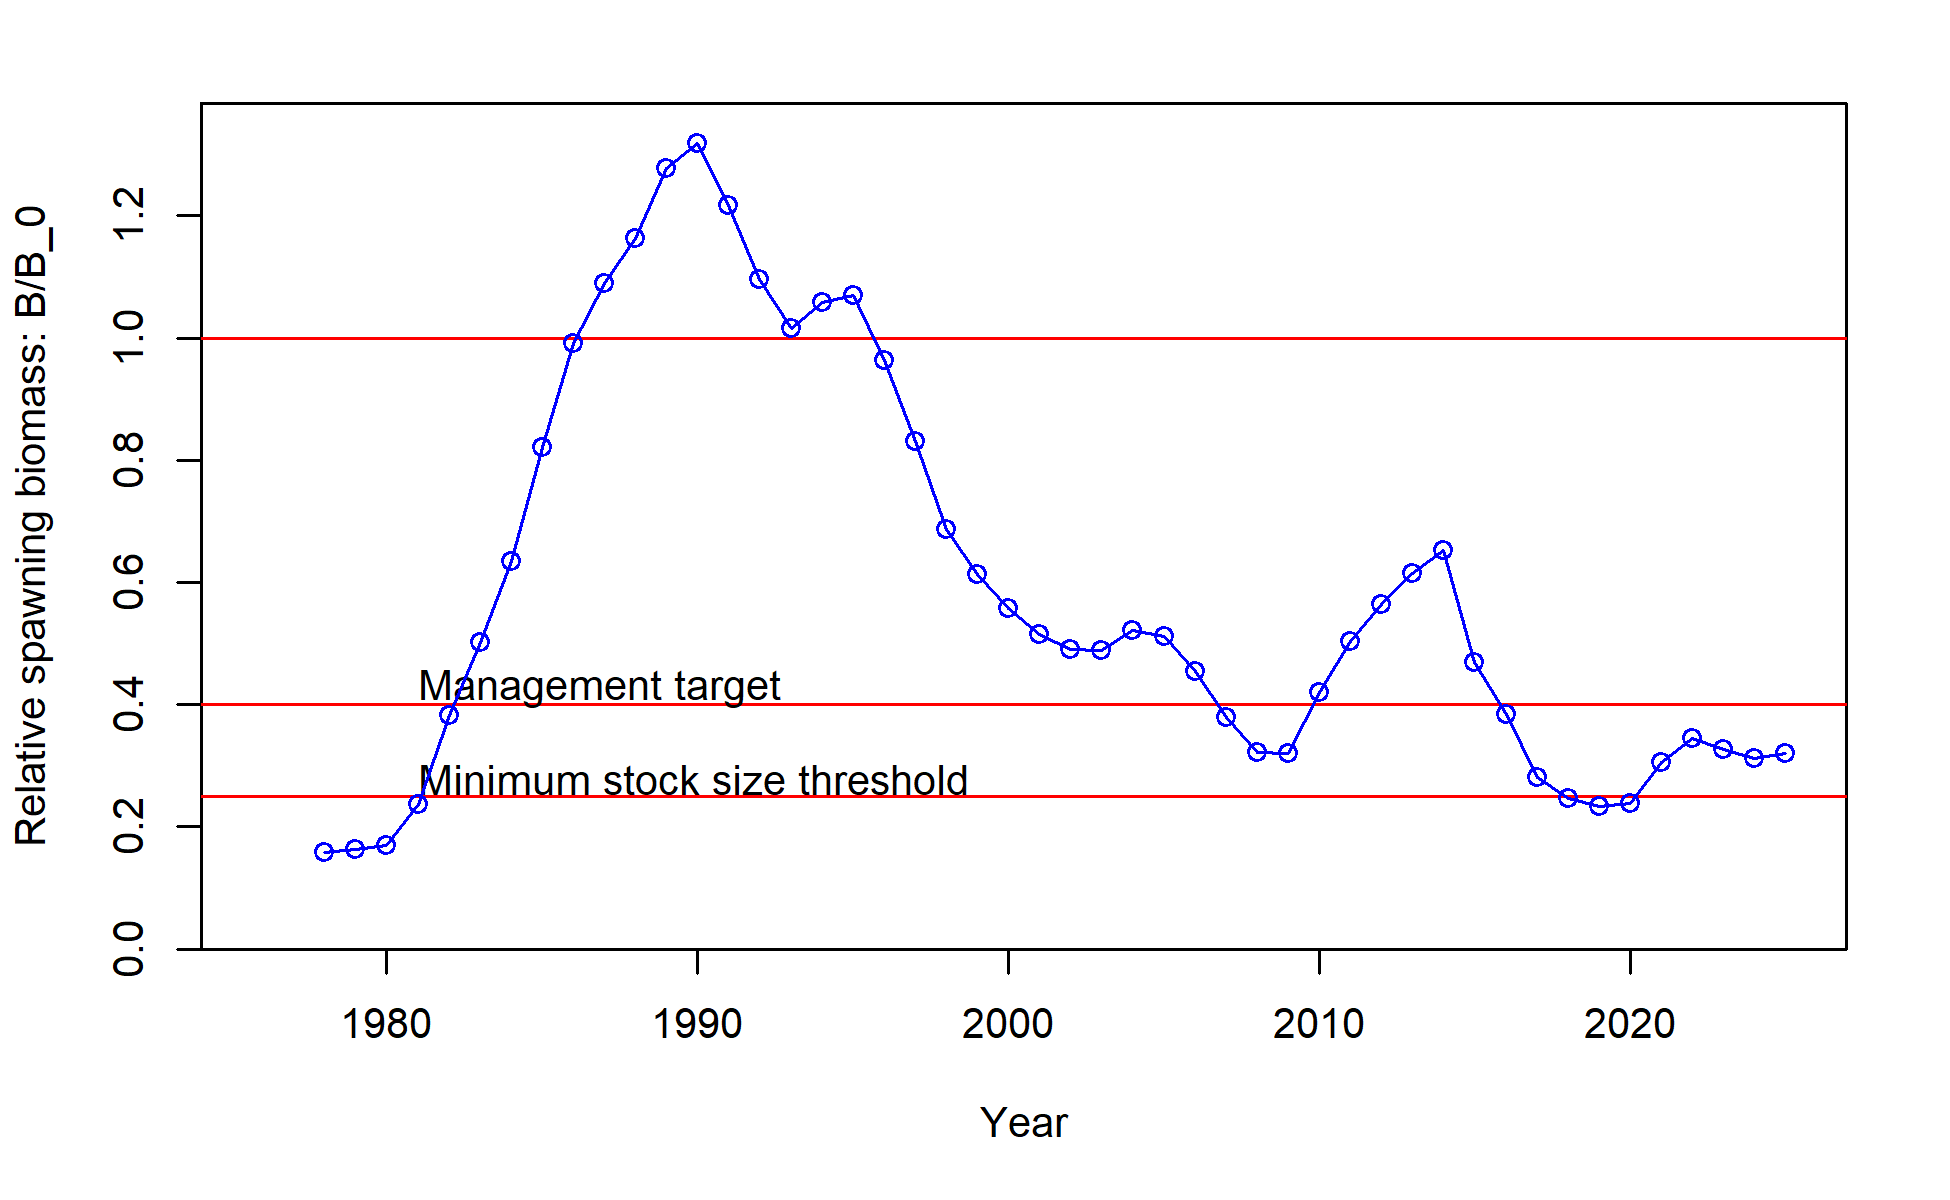 Relative spawning biomass: B/B_0
1.2
1.0
0.8
0.6
0.4
0.2
0.0
Management target
Minimum stock size threshold
1980 1990 2000 2010 2020
Year